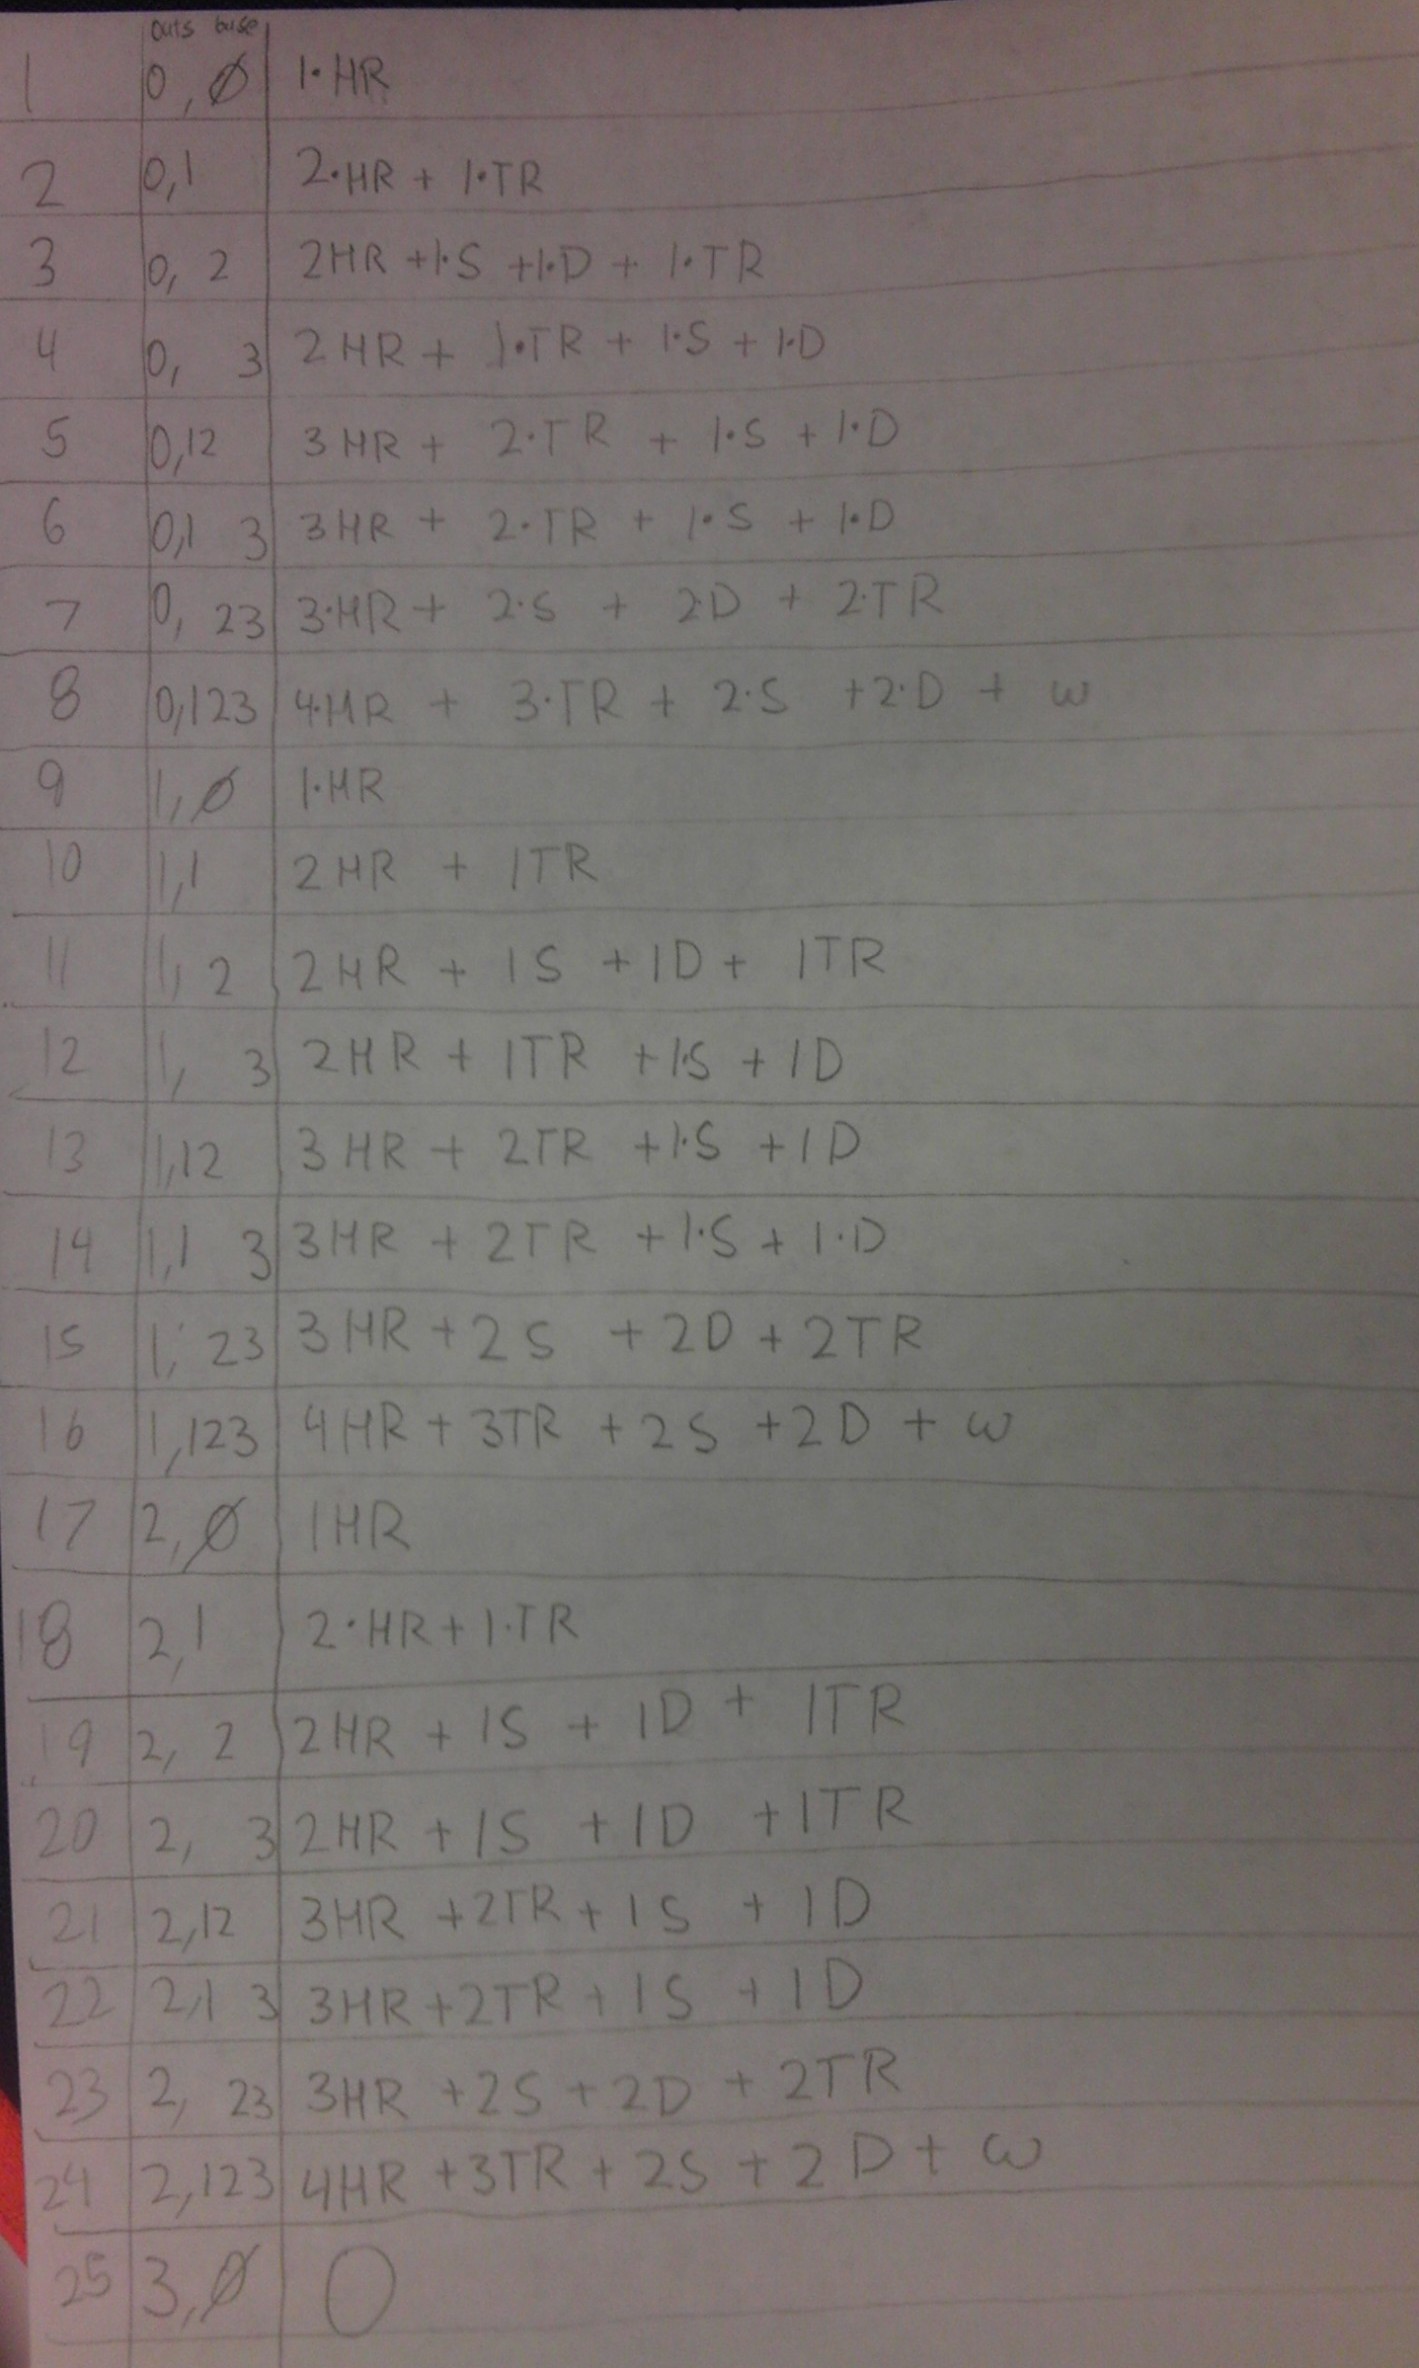 outs base
1 0,Ø 1·HR
2 0,1 2·HR + 1·TR
3 0, 2 2HR +1·S +1·D + 1·TR
4 0, 3 2HR + 1·TR + 1·S + 1·D
5 0,12 3HR + 2·TR + 1·S + 1·D
6 0,1 3 3HR + 2·TR + 1·S + 1·D
7 0, 23 3·HR + 2·S + 2·D + 2·TR
8 0,123 4·HR + 3·TR + 2·S +2·D + w
9 1,Ø 1·HR
10 1,1 2HR + 1TR
11 1, 2 2HR + 1S +1D + 1TR
12 1, 3 2HR + 1TR +1·S + 1D
13 1,12 3HR + 2TR +1·S +1D
14 1,1 3 3HR + 2TR +1·S + 1·D
15 1, 23 3HR +2S +2D + 2TR
16 1,123 4HR + 3TR +2S +2D + w
17 2,Ø 1HR
18 2,1 2·HR + 1·TR
19 2, 2 2HR + 1S + 1D + 1TR
20 2, 3 2HR + 1S +1D +1TR
21 2,12 3HR +2TR + 1S + 1D
22 2,1 3 3HR +2TR + 1S + 1D
23 2, 23 3HR +2S +2D + 2TR
24 2,123 4HR +3TR + 2S + 2D + w
25 3,Ø 0